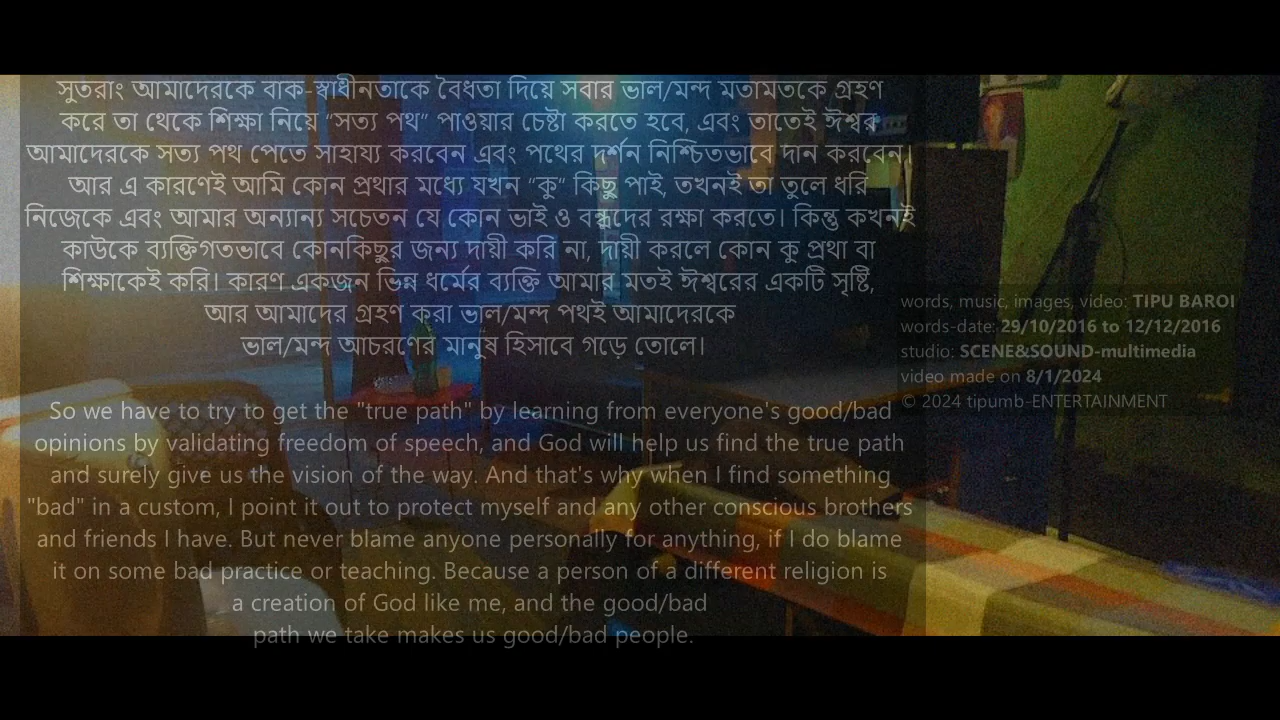 সুতরাং আমাদেরকে বাক-স্বাধীনতাকে বৈধতা দিয়ে সবার ভাল/মন্দ মতামতকে গ্রহণ
করে তা থেকে শিক্ষা নিয়ে “সত্য পথ” পাওয়ার চেষ্টা করতে হবে, এবং তাতেই ঈশ্বর
আমাদেরকে সত্য পথ পেতে সাহায্য করবেন এবং পথের দর্শন নিশ্চিতভাবে দান করবেন।
আর এ কারণেই আমি কোন প্রথার মধ্যে যখন “কু” কিছু পাই, তখনই তা তুলে ধরি
নিজেকে এবং আমার অন্যান্য সচেতন যে কোন ভাই ও বন্ধুদের রক্ষা করতে। কিন্তু কখনই
কাউকে ব্যক্তিগতভাবে কোনকিছুর জন্য দায়ী করি না, দায়ী করলে কোন কু প্রথা বা
শিক্ষাকেই করি। কারণ একজন ভিন্ন ধর্মের ব্যক্তি আমার মতই ঈশ্বরের একটি সৃষ্টি,
আর আমাদের গ্রহণ করা ভাল/মন্দ পথই আমাদেরকে
ভাল/মন্দ আচরণের মানুষ হিসাবে গড়ে তোলে।
So we have to try to get the "true path" by learning from everyone's good/bad
opinions by validating freedom of speech, and God will help us find the true path
and surely give us the vision of the way. And that's why when I find something
"bad" in a custom, I point it out to protect myself and any other conscious brothers
and friends I have. But never blame anyone personally for anything, if I do blame
it on some bad practice or teaching. Because a person of a different religion is
a creation of God like me, and the good/bad
path we take makes us good/bad people.
words, music, images, video: TIPU BAROI
words-date: 29/10/2016 to 12/12/2016
studio: SCENE&SOUND-multimedia
video made on 8/1/2024
© 2024 tipumb-ENTERTAINMENT